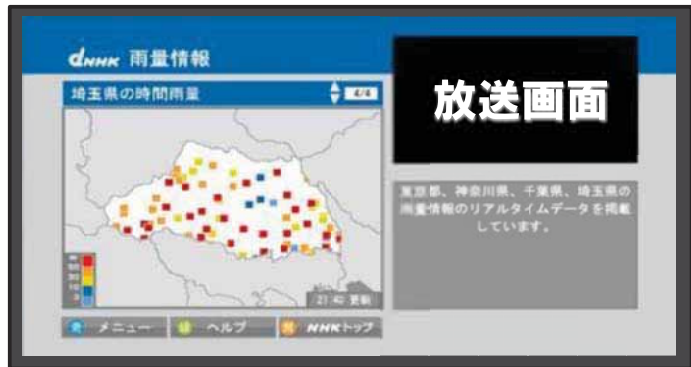 dNHK 雨量情報
埼玉県の時間雨量
4/4
放送画面
東京都、神奈川県、千葉県、埼玉県の
雨量情報のリアルタイムデータを掲載
しています。
21:40 更新
青 メニュー
緑 ヘルプ
NHKトップ